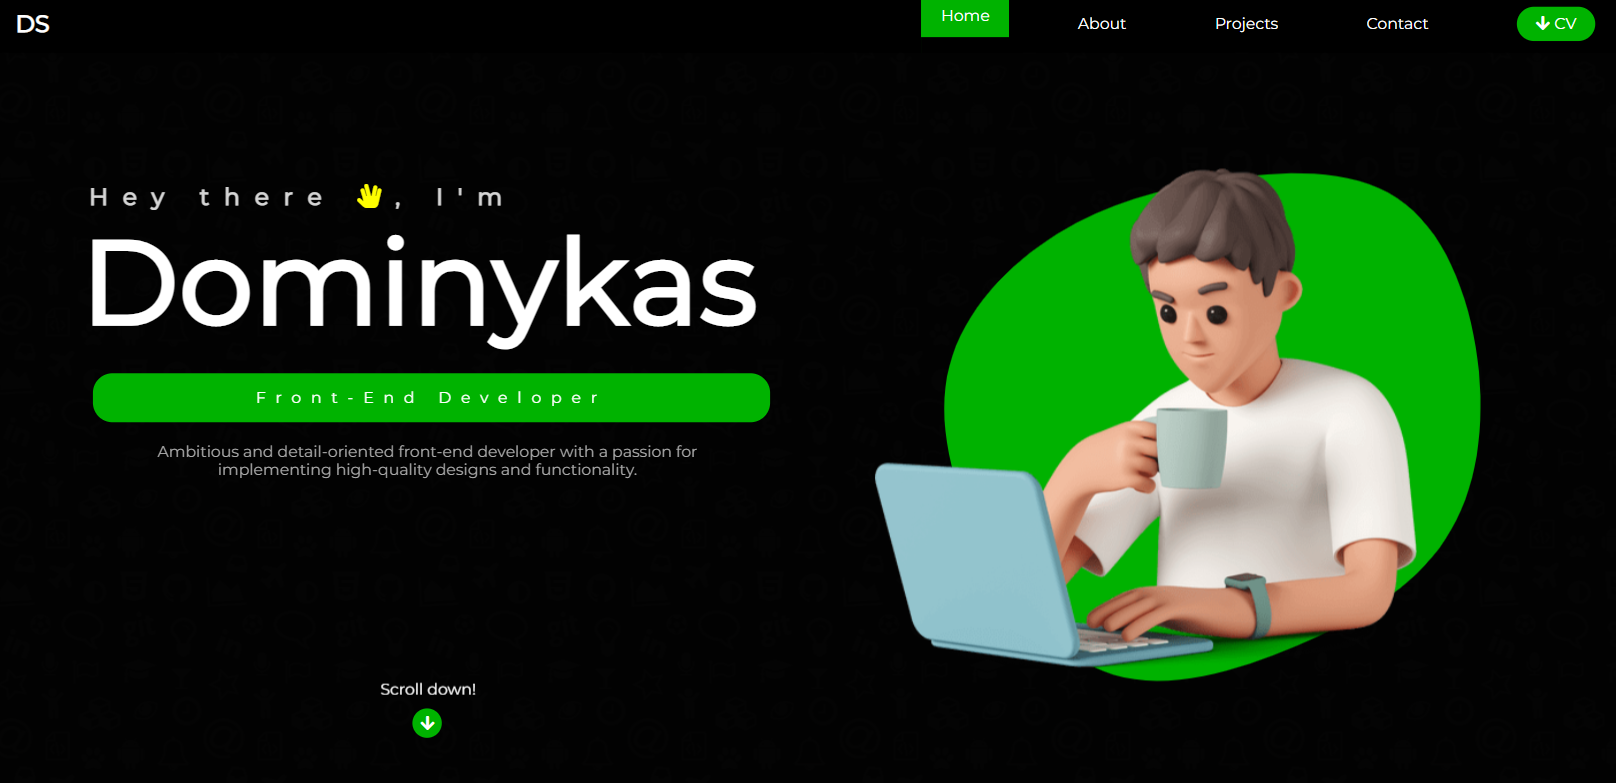 DS
Home
About
Projects
Contact
CV
Hey there 👋, I'm
Dominykas
Front-End Developer
Ambitious and detail-oriented front-end developer with a passion for
implementing high-quality designs and functionality.
Scroll down!